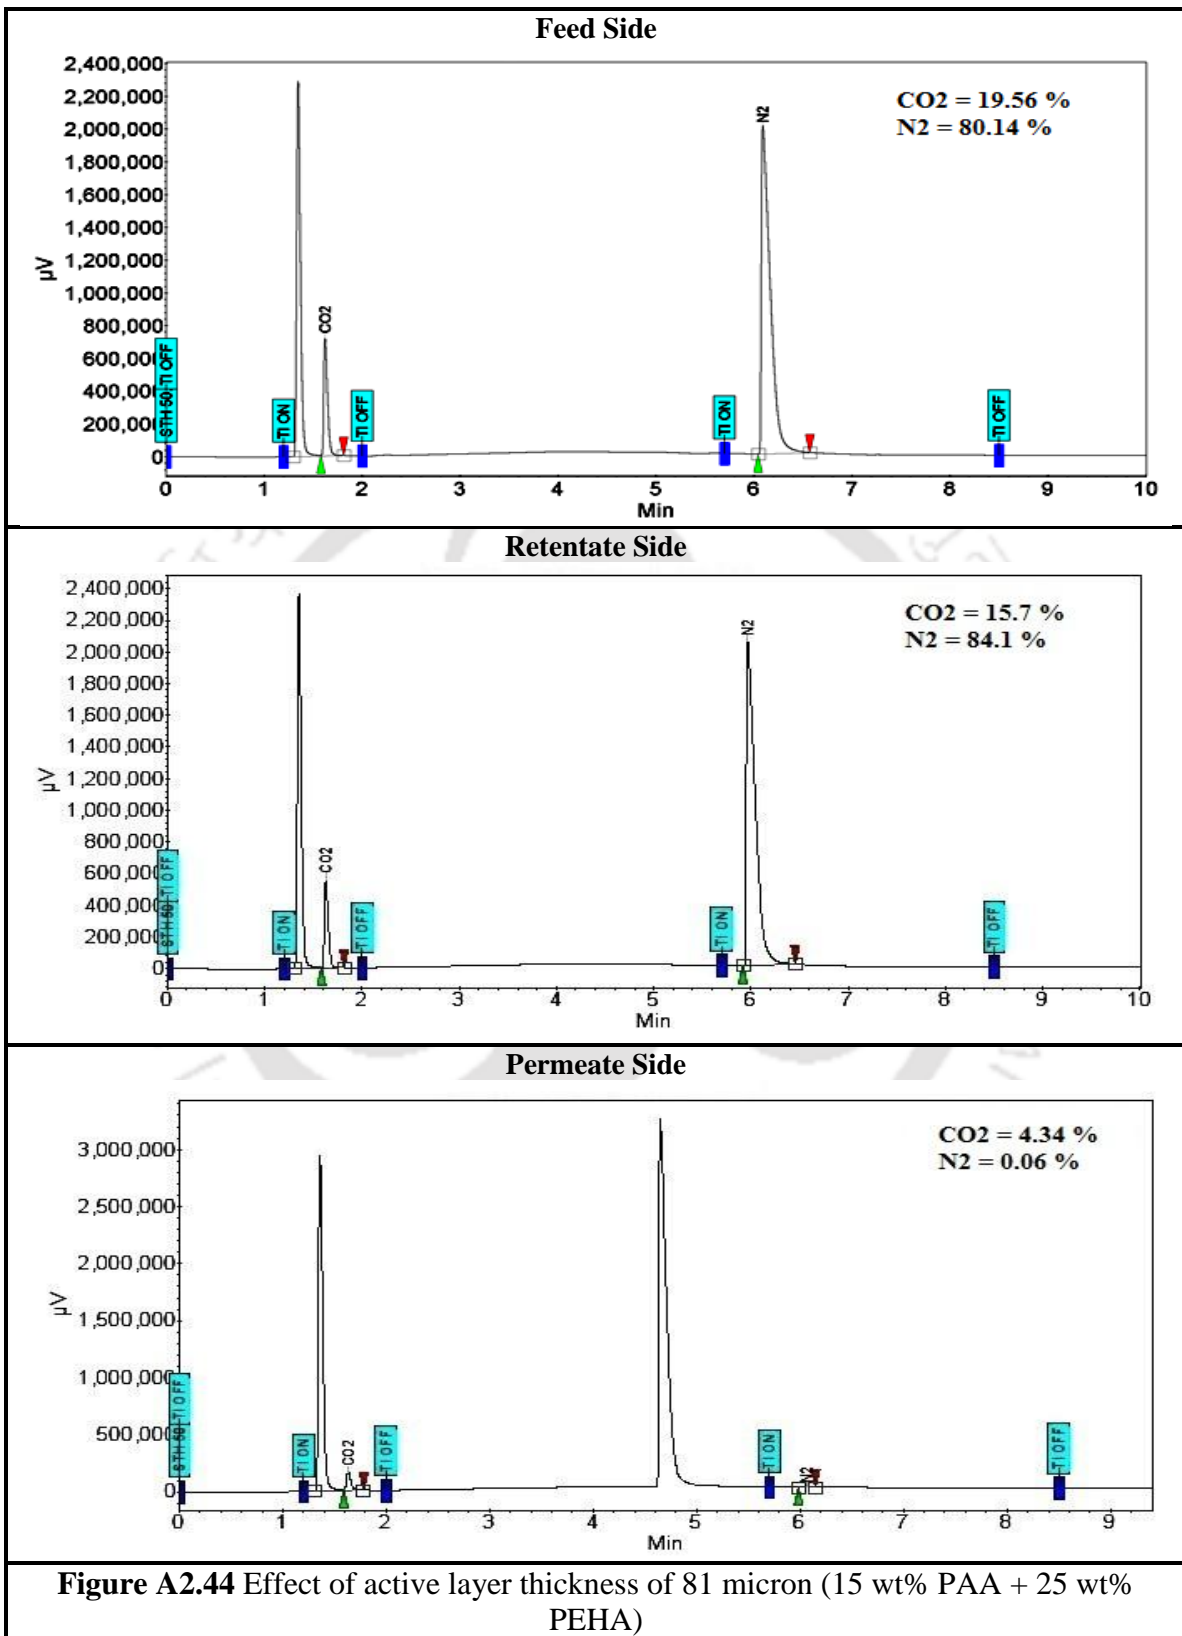 Feed Side
2,400,000
2,200,000
2,000,000
1,800,000
1,600,000
1,400,000
1,200,000
1,000,000
800,000
600,000
400,000
200,000
0
µV
CO2 = 19.56 %
N2 = 80.14 %
CO2
N2
TI OFF
TI ON
TI OFF
TI ON
TI OFF
0 1 2 3 4 5 6 7 8 9 10
Min
Retentate Side
2,400,000
2,200,000
2,000,000
1,800,000
1,600,000
1,400,000
1,200,000
1,000,000
800,000
600,000
400,000
200,000
0
µV
CO2 = 15.7 %
N2 = 84.1 %
CO2
N2
TI OFF
TI ON
TI OFF
TI ON
TI OFF
0 1 2 3 4 5 6 7 8 9 10
Min
Permeate Side
3,000,000
2,500,000
2,000,000
1,500,000
1,000,000
500,000
0
µV
CO2 = 4.34 %
N2 = 0.06 %
CO2
N2
TI OFF
TI ON
TI OFF
TI ON
TI OFF
0 1 2 3 4 5 6 7 8 9
Min
Figure A2.44 Effect of active layer thickness of 81 micron (15 wt% PAA + 25 wt%
PEHA)